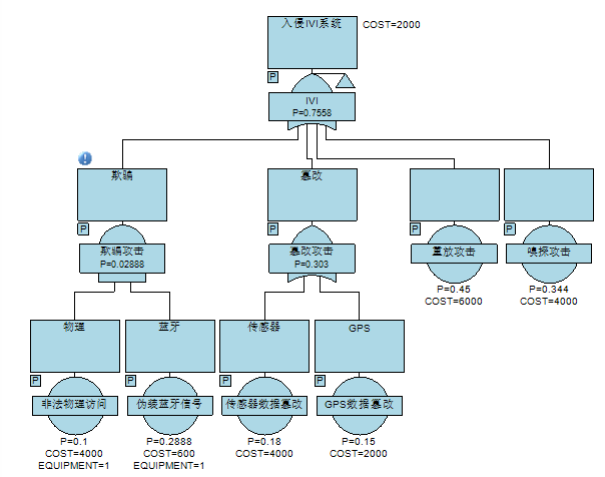 入侵IVI系统
COST=2000
P
IVI
P=0.7558
欺骗
篡改
P
P
P
P
欺骗攻击
P=0.02888
篡改攻击
P=0.303
重放攻击
嗅探攻击
P=0.45
COST=6000
P=0.344
COST=4000
物理
蓝牙
传感器
GPS
P
P
P
P
非法物理访问
伪装蓝牙信号
传感器数据篡改
GPS数据篡改
P=0.1
COST=4000
EQUIPMENT=1
P=0.2888
COST=600
EQUIPMENT=1
P=0.18
COST=4000
P=0.15
COST=2000